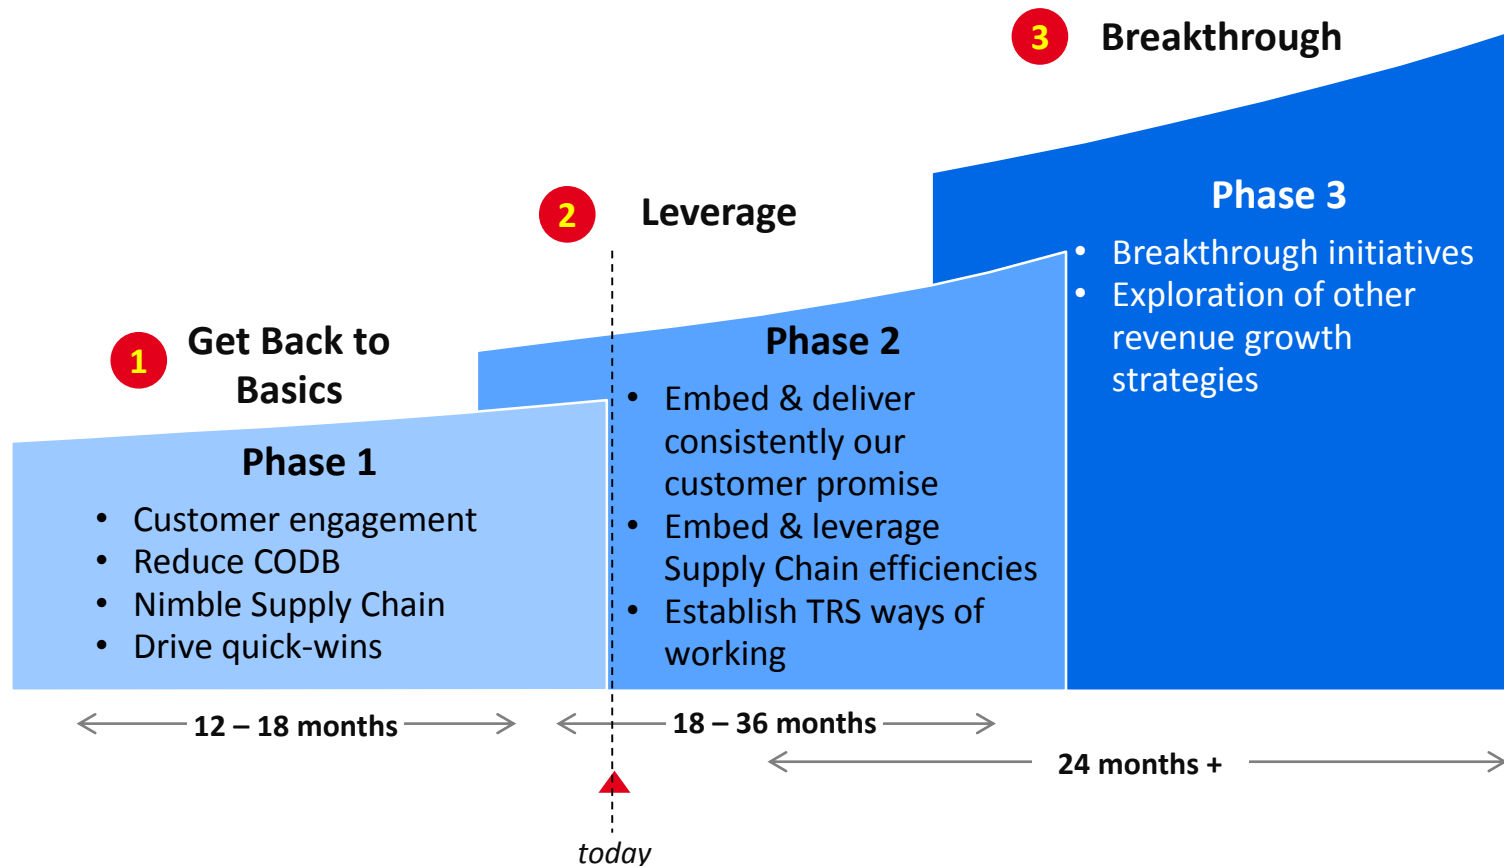 3 Breakthrough
2 Leverage
1 Get Back to
Basics
Phase 1
• Customer engagement
• Reduce CODB
• Nimble Supply Chain
• Drive quick-wins
Phase 2
• Embed & deliver
consistently our
customer promise
• Embed & leverage
Supply Chain efficiencies
• Establish TRS ways of
working
Phase 3
• Breakthrough initiatives
• Exploration of other
revenue growth
strategies
12 – 18 months
18 – 36 months
24 months +
today